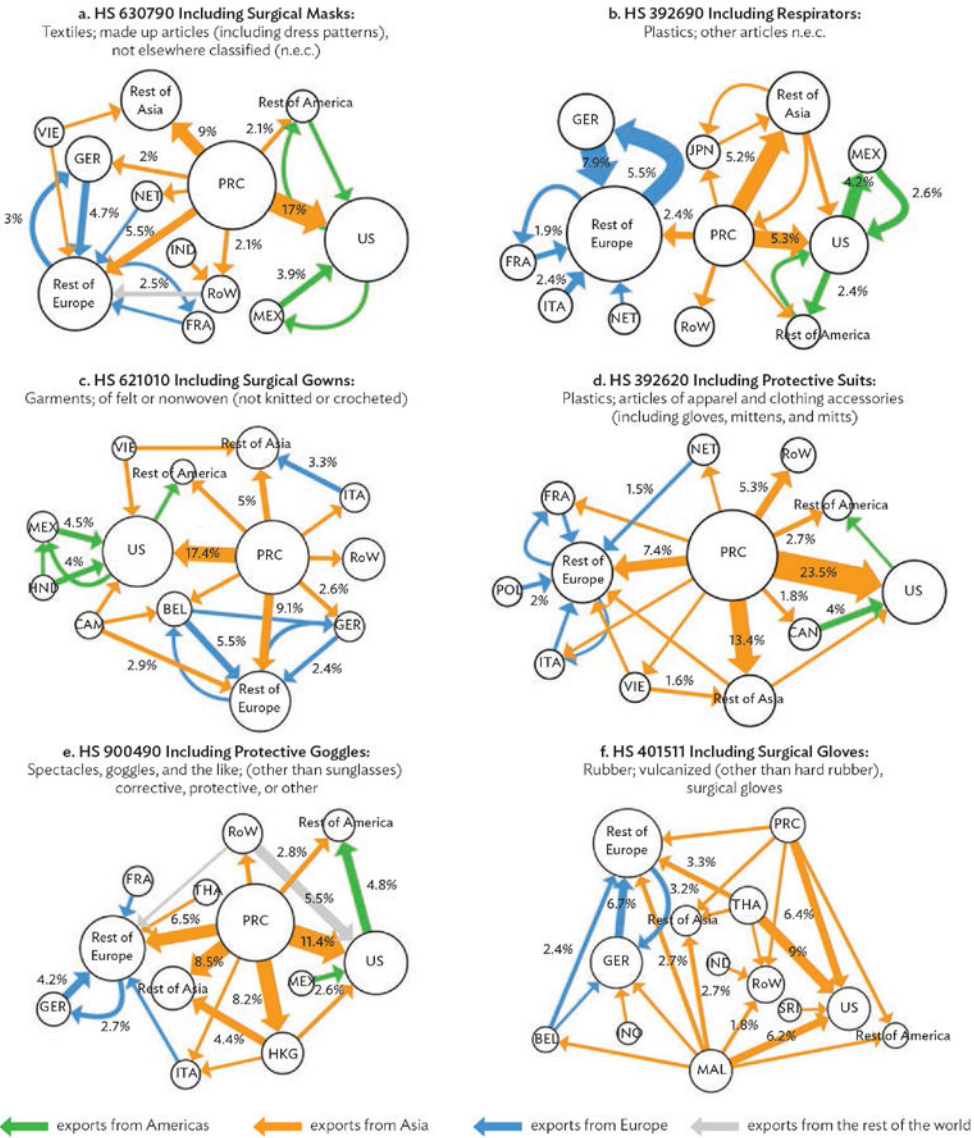 a. HS 630790 Including Surgical Masks:
Textiles; made up articles (including dress patterns),
not elsewhere classified (n.e.c.)
Rest of
Asia
Rest of America
VIE
9%
2.1%
GER
2%
PRC
NET
3%
4.7%
5.5%
17%
US
2.1%
IND
Rest of
Europe
2.5%
RoW
3.9%
FRA
MEX
b. HS 392690 Including Respirators:
Plastics; other articles n.e.c.
Rest of
Asia
GER
JPN
MEX
7.9%
5.5%
5.2%
4.2%
2.6%
Rest of
Europe
2.4%
1.9%
PRC
5.3%
US
FRA
2.4%
2.4%
ITA
NET
RoW
Rest of America
c. HS 621010 Including Surgical Gowns:
Garments; of felt or nonwoven (not knitted or crocheted)
VIE
Rest of Asia
Rest of America
3.3%
5%
ITA
MEX
4.5%
US
17.4%
PRC
RoW
4%
HND
2.6%
CAM
BEL
9.1%
GER
5.5%
2.9%
2.4%
Rest of
Europe
d. HS 392620 Including Protective Suits:
Plastics; articles of apparel and clothing accessories
(including gloves, mittens, and mitts)
NET
RoW
FRA
1.5%
5.3%
Rest of America
2.7%
Rest of
Europe
7.4%
PRC
23.5%
US
POL
2%
1.8%
4%
CAN
13.4%
ITA
VIE
1.6%
Rest of Asia
e. HS 900490 Including Protective Goggles:
Spectacles, goggles, and the like; (other than sunglasses)
corrective, protective, or other
Rest of America
RoW
2.8%
FRA
THA
5.5%
4.8%
6.5%
PRC
Rest of
Europe
11.4%
US
8.5%
Rest of Asia
MEX
2.6%
4.2%
GER
8.2%
2.7%
4.4%
HKG
ITA
f. HS 401511 Including Surgical Gloves:
Rubber; vulcanized (other than hard rubber),
surgical gloves
PRC
Rest of
Europe
3.3%
3.2%
THA
6.7%
Rest of Asia
6.4%
2.4%
GER
2.7%
IND
9%
2.7%
RoW
SRI
US
BEL
INO
1.8%
6.2%
Rest of America
MAL
exports from Americas
exports from Asia
exports from Europe
exports from the rest of the world